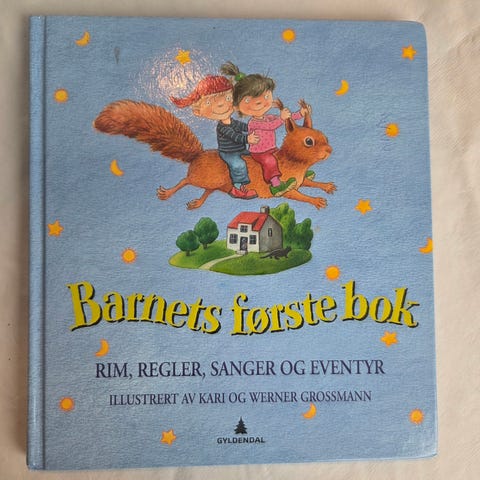 Barnets første bok
RIM, REGLER, SANGER OG EVENTYR
ILLUSTRERT AV KARI OG WERNER GROSSMANN
GYLDENDAL